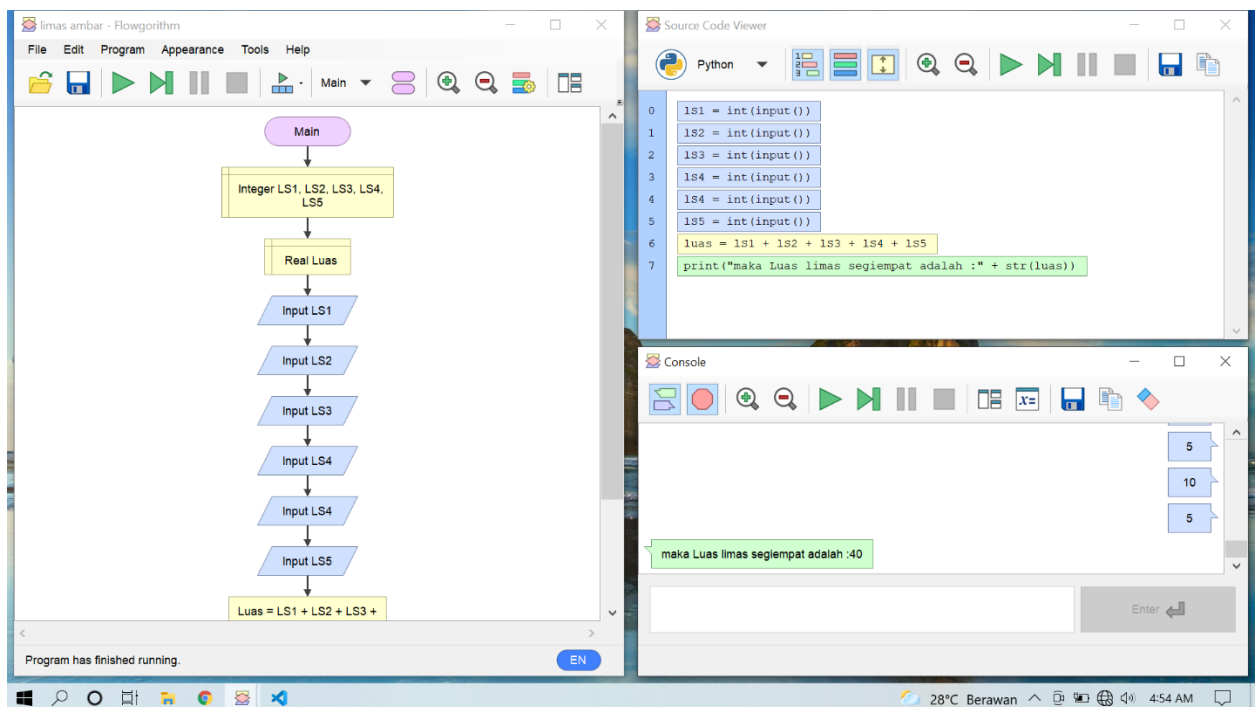 limas ambar - Flowgorithm
File Edit Program Appearance Tools Help
Main
Main
Integer LS1, LS2, LS3, LS4,
LS5
Real Luas
Input LS1
Input LS2
Input LS3
Input LS4
Input LS4
Input LS5
Luas = LS1 + LS2 + LS3 +
Program has finished running.
EN
Source Code Viewer
Python
0 lS1 = int(input())
1 lS2 = int(input())
2 lS3 = int(input())
3 lS4 = int(input())
4 lS4 = int(input())
5 lS5 = int(input())
6 luas = lS1 + lS2 + lS3 + lS4 + lS5
7 print("maka Luas limas segiempat adalah :" + str(luas))
Console
x=
5
10
5
maka Luas limas segiempat adalah :40
Enter
28°C Berawan
4:54 AM